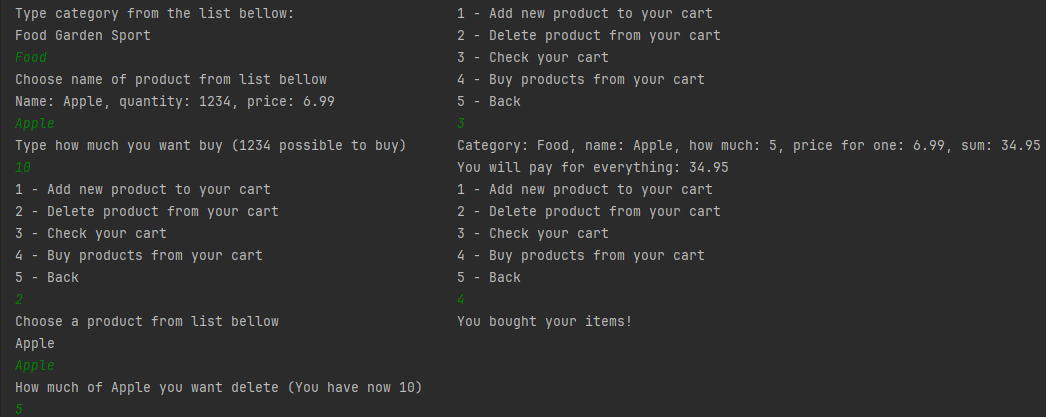 Type category from the list bellow:
Food Garden Sport
Food
Choose name of product from list bellow
Name: Apple, quantity: 1234, price: 6.99
Apple
Type how much you want buy (1234 possible to buy)
10
1 - Add new product to your cart
2 - Delete product from your cart
3 - Check your cart
4 - Buy products from your cart
5 - Back
2
Choose a product from list bellow
Apple
Apple
How much of Apple you want delete (You have now 10)
5
1 - Add new product to your cart
2 - Delete product from your cart
3 - Check your cart
4 - Buy products from your cart
5 - Back
3
Category: Food, name: Apple, how much: 5, price for one: 6.99, sum: 34.95
You will pay for everything: 34.95
1 - Add new product to your cart
2 - Delete product from your cart
3 - Check your cart
4 - Buy products from your cart
5 - Back
4
You bought your items!